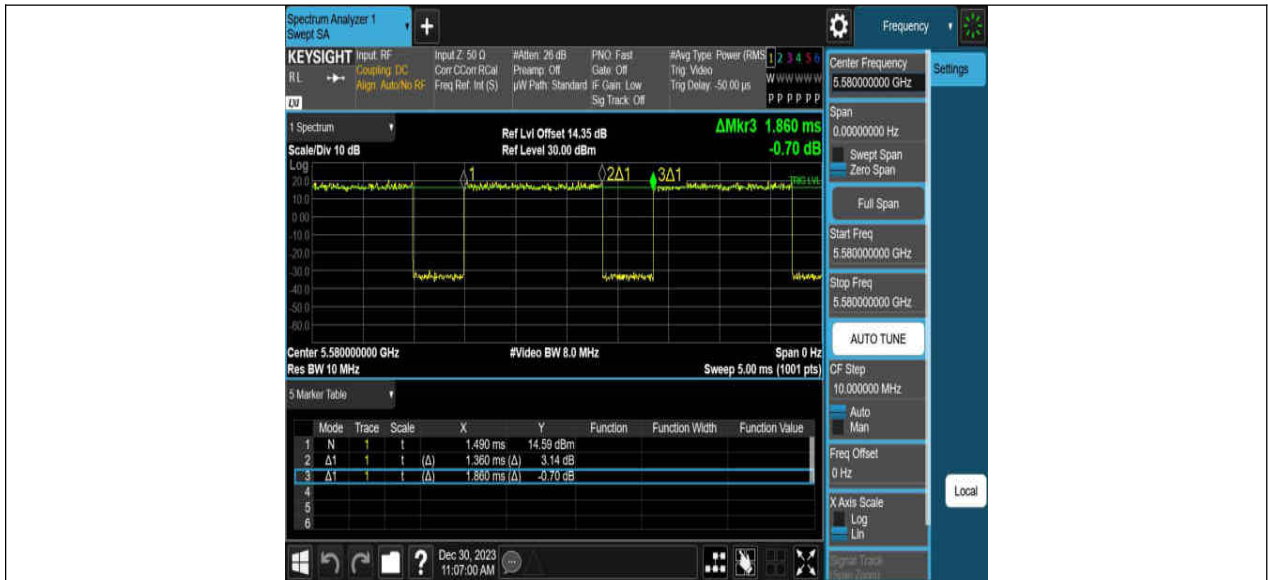 Spectrum Analyzer 1
Swept SA
+
Frequency
KEYSIGHT
RL
Input: RF
Coupling: DC
Align: Auto/No RF
Input Z: 50 Ω
Corr CCorr RCal
Freq Ref: Int (S)
#Atten: 26 dB
Preamp: Off
µW Path: Standard
PNO: Fast
Gate: Off
IF Gain: Low
Sig Track: Off
#Avg Type: Power (RMS
Trig: Video
Trig Delay: -50.00 µs
1 2 3 4 5 6
W W W W W W
P P P P P P
Center Frequency
5.580000000 GHz
Settings
1 Spectrum
Scale/Div 10 dB
Ref Lvl Offset 14.35 dB
Ref Level 30.00 dBm
ΔMkr3 1.860 ms
-0.70 dB
Span
0.00000000 Hz
Swept Span
Zero Span
Full Span
Log
20.0
10.0
0.00
-10.0
-20.0
-30.0
-40.0
-50.0
-60.0
1
2Δ1
3Δ1
TRIG LVL
Start Freq
5.580000000 GHz
Stop Freq
5.580000000 GHz
AUTO TUNE
Center 5.580000000 GHz
#Video BW 8.0 MHz
Span 0 Hz
Res BW 10 MHz
Sweep 5.00 ms (1001 pts)
CF Step
10.000000 MHz
Auto
Man
5 Marker Table
Mode Trace Scale X Y Function Function Width Function Value
1 N 1 t 1.490 ms 14.59 dBm
2 Δ1 1 t (Δ) 1.360 ms (Δ) 3.14 dB
3 Δ1 1 t (Δ) 1.860 ms (Δ) -0.70 dB
4
5
6
Freq Offset
0 Hz
X Axis Scale
Log
Lin
Local
Signal Track
(Span Zoom)
?
Dec 30, 2023
11:07:00 AM